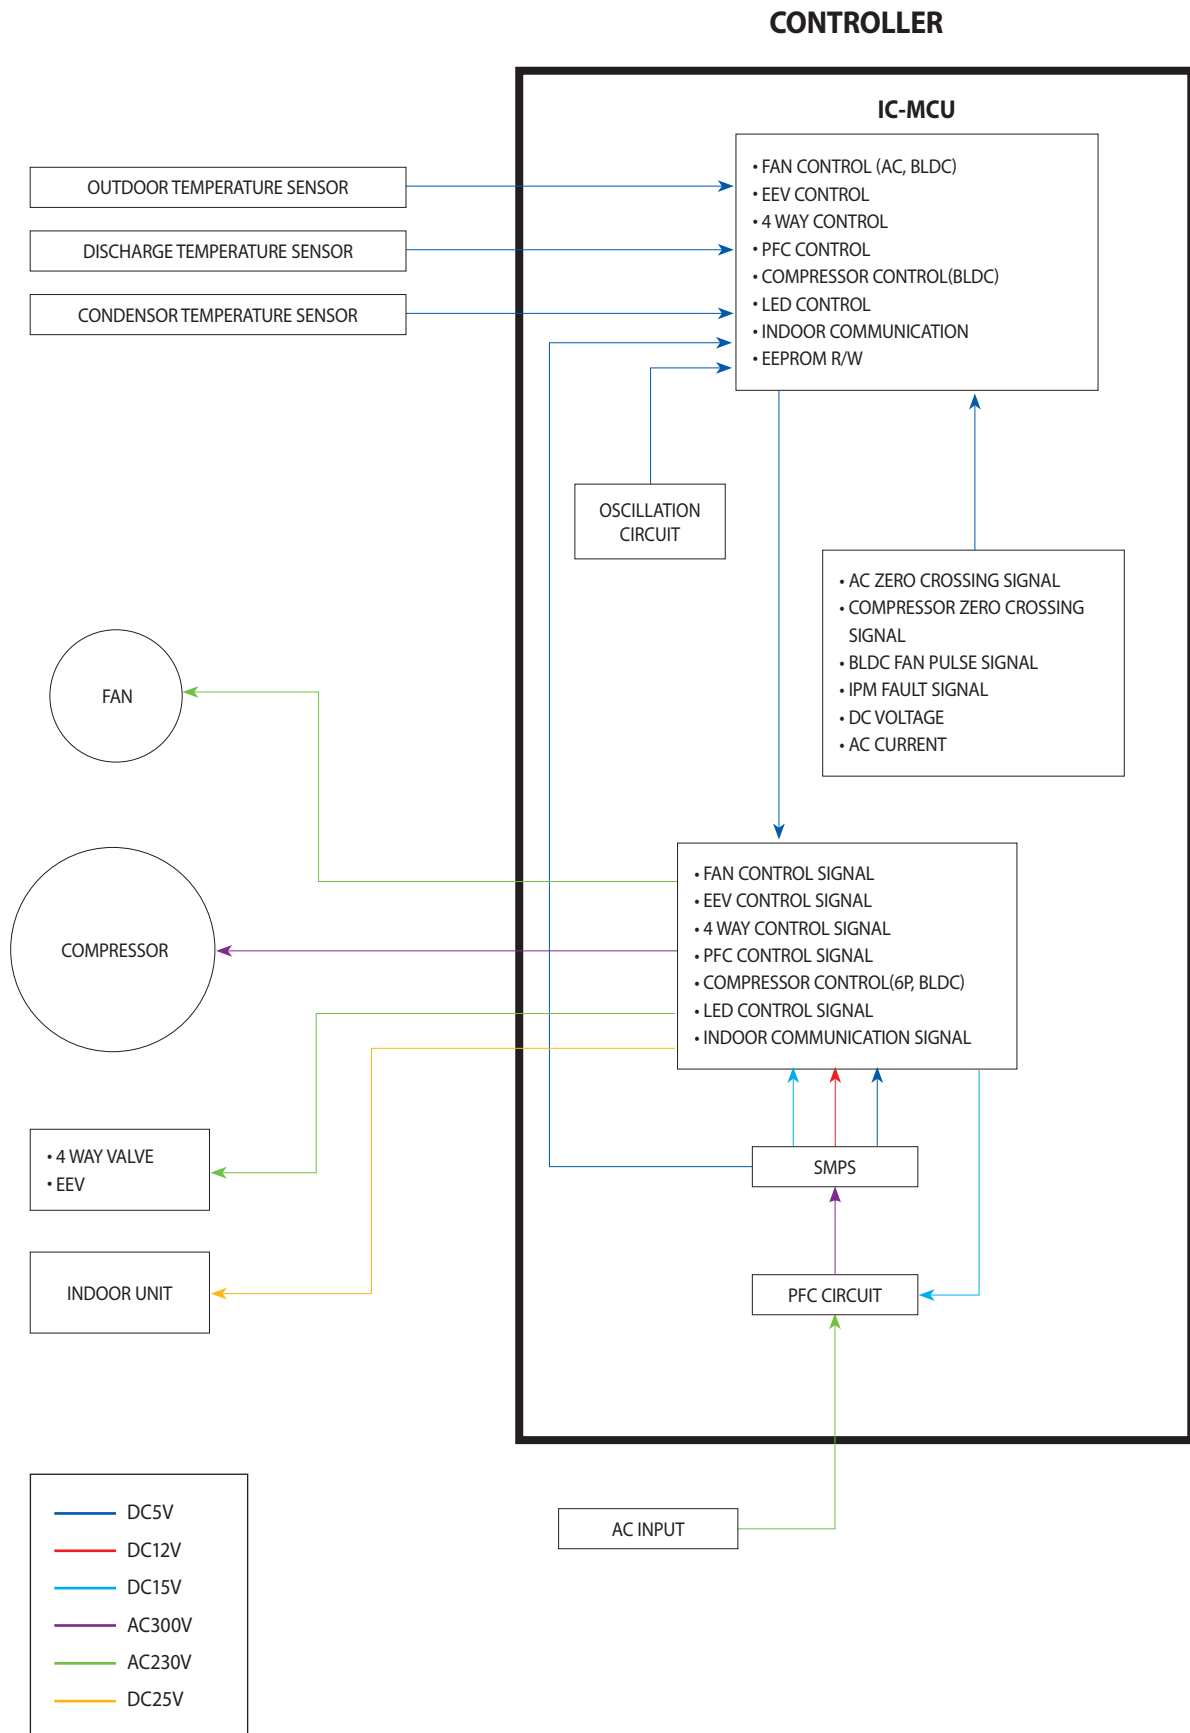 CONTROLLER
IC-MCU
• FAN CONTROL (AC, BLDC)
• EEV CONTROL
• 4 WAY CONTROL
• PFC CONTROL
• COMPRESSOR CONTROL(BLDC)
• LED CONTROL
• INDOOR COMMUNICATION
• EEPROM R/W
OUTDOOR TEMPERATURE SENSOR
DISCHARGE TEMPERATURE SENSOR
CONDENSOR TEMPERATURE SENSOR
OSCILLATION
CIRCUIT
• AC ZERO CROSSING SIGNAL
• COMPRESSOR ZERO CROSSING
SIGNAL
• BLDC FAN PULSE SIGNAL
• IPM FAULT SIGNAL
• DC VOLTAGE
• AC CURRENT
FAN
COMPRESSOR
• FAN CONTROL SIGNAL
• EEV CONTROL SIGNAL
• 4 WAY CONTROL SIGNAL
• PFC CONTROL SIGNAL
• COMPRESSOR CONTROL(6P, BLDC)
• LED CONTROL SIGNAL
• INDOOR COMMUNICATION SIGNAL
• 4 WAY VALVE
• EEV
SMPS
INDOOR UNIT
PFC CIRCUIT
AC INPUT
DC5V
DC12V
DC15V
AC300V
AC230V
DC25V